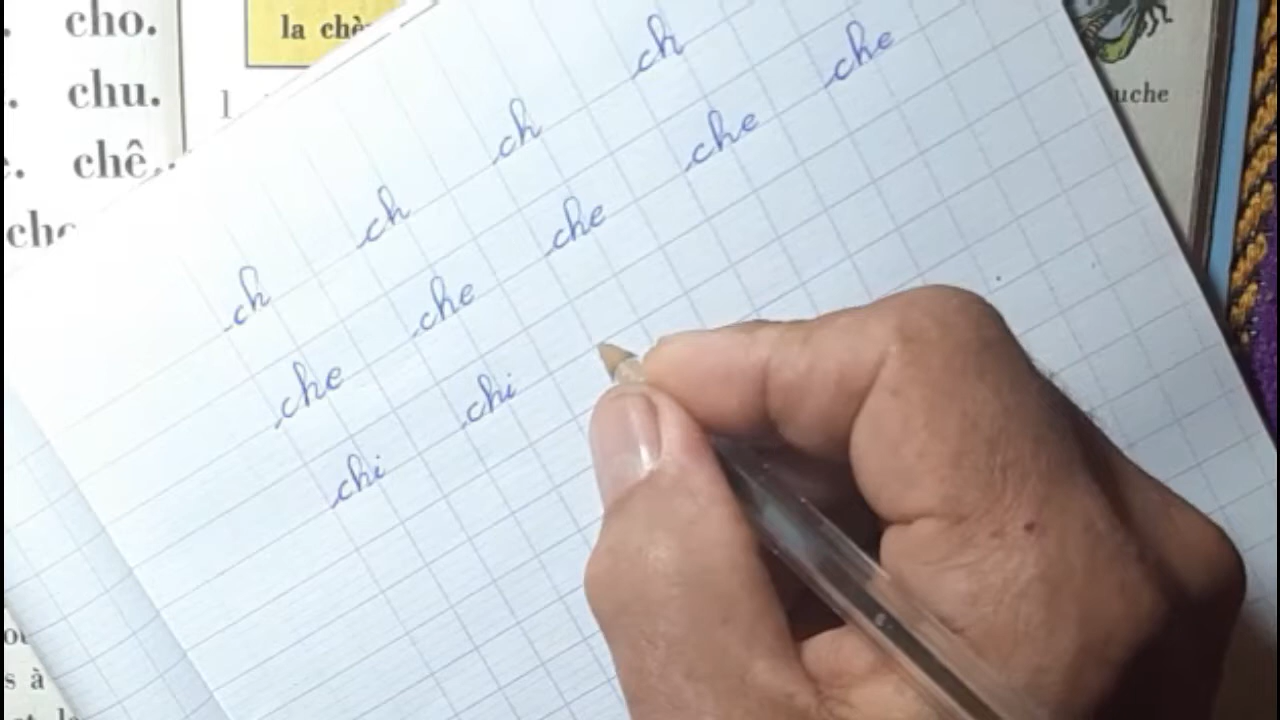 cho.
chu.
chê.
la chè
ch ch ch ch
che che che che che
chi chi
uche
s à